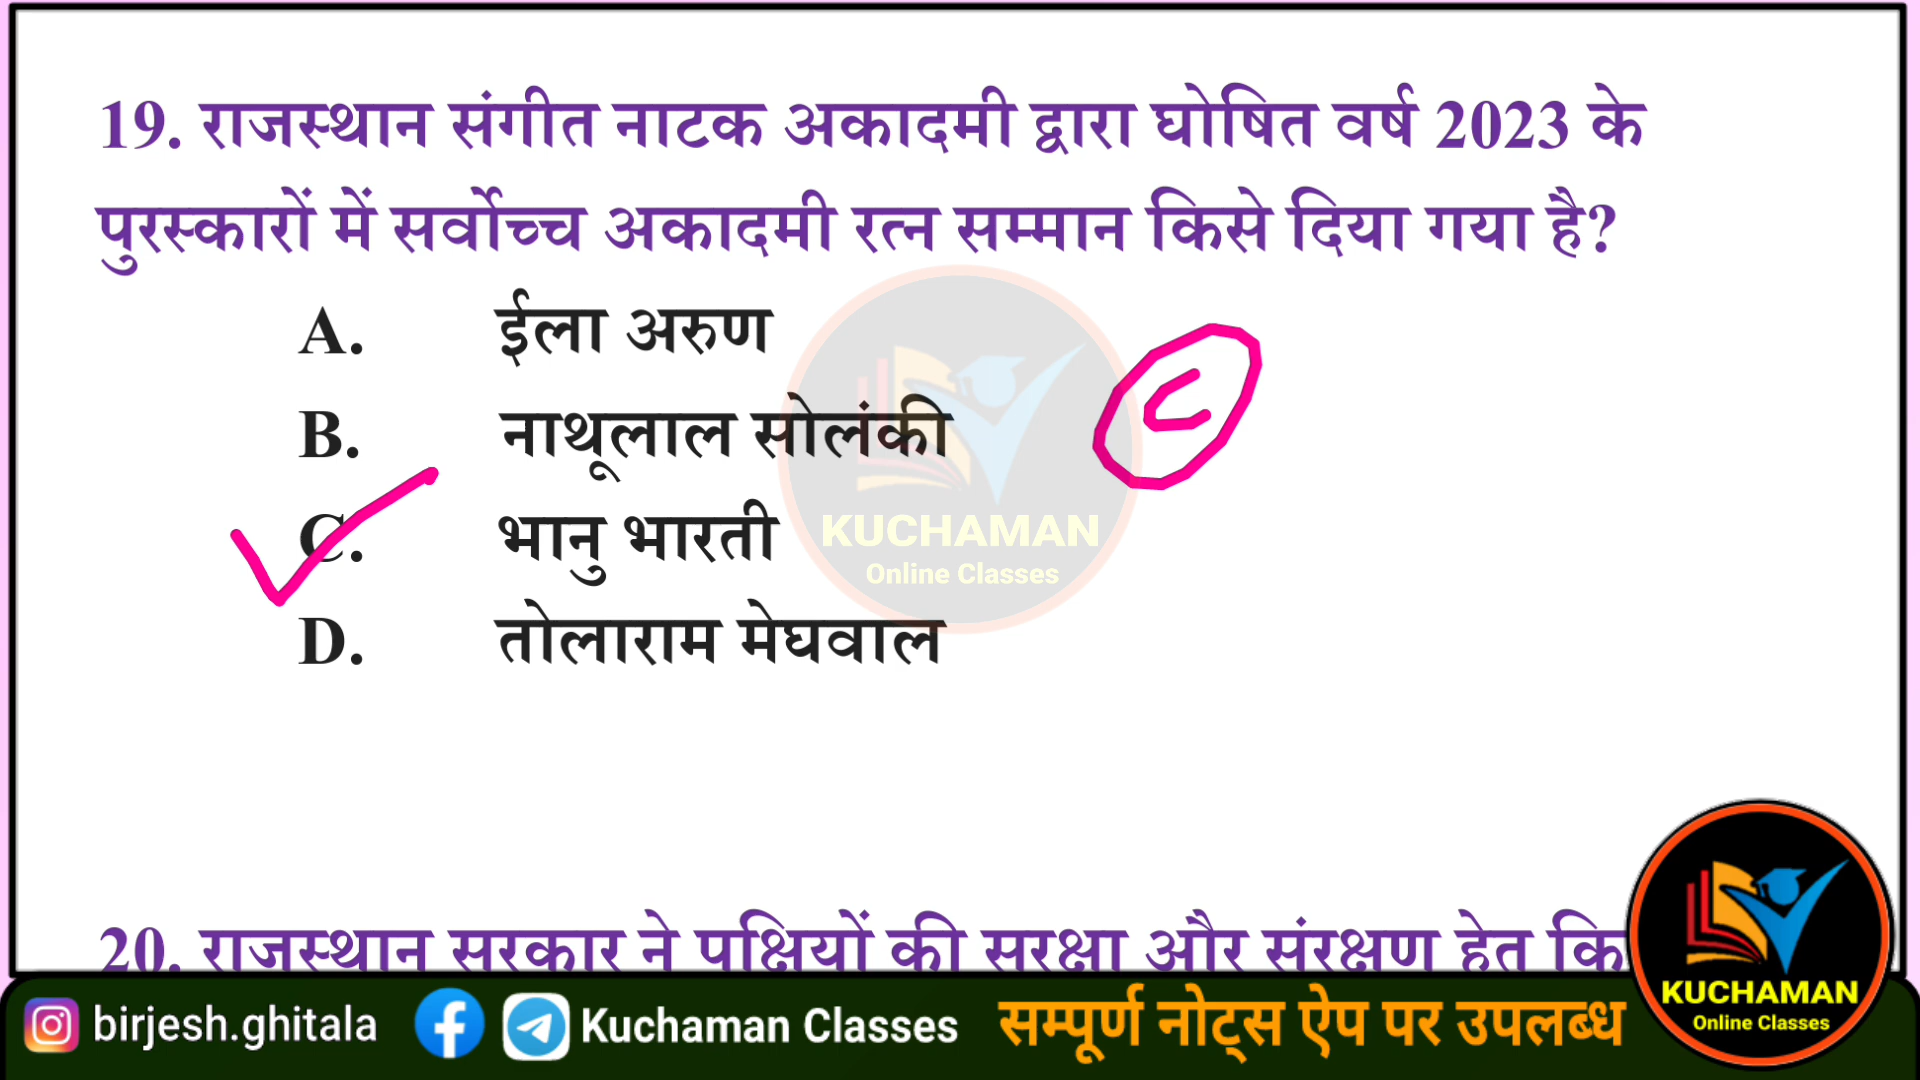 19. राजस्थान संगीत नाटक अकादमी द्वारा घोषित वर्ष 2023 के
पुरस्कारों में सर्वोच्च अकादमी रत्न सम्मान किसे दिया गया है?
A. ईला अरुण
B. नाथूलाल सोलंकी
C
C. भानु भारती
D. तोलाराम मेघवाल
KUCHAMAN
Online Classes
20. राजस्थान सरकार ने पक्षियों की सुरक्षा और संरक्षण हेतु कि
birjesh.ghitala
Kuchaman Classes
सम्पूर्ण नोट्स ऐप पर उपलब्ध
KUCHAMAN
Online Classes